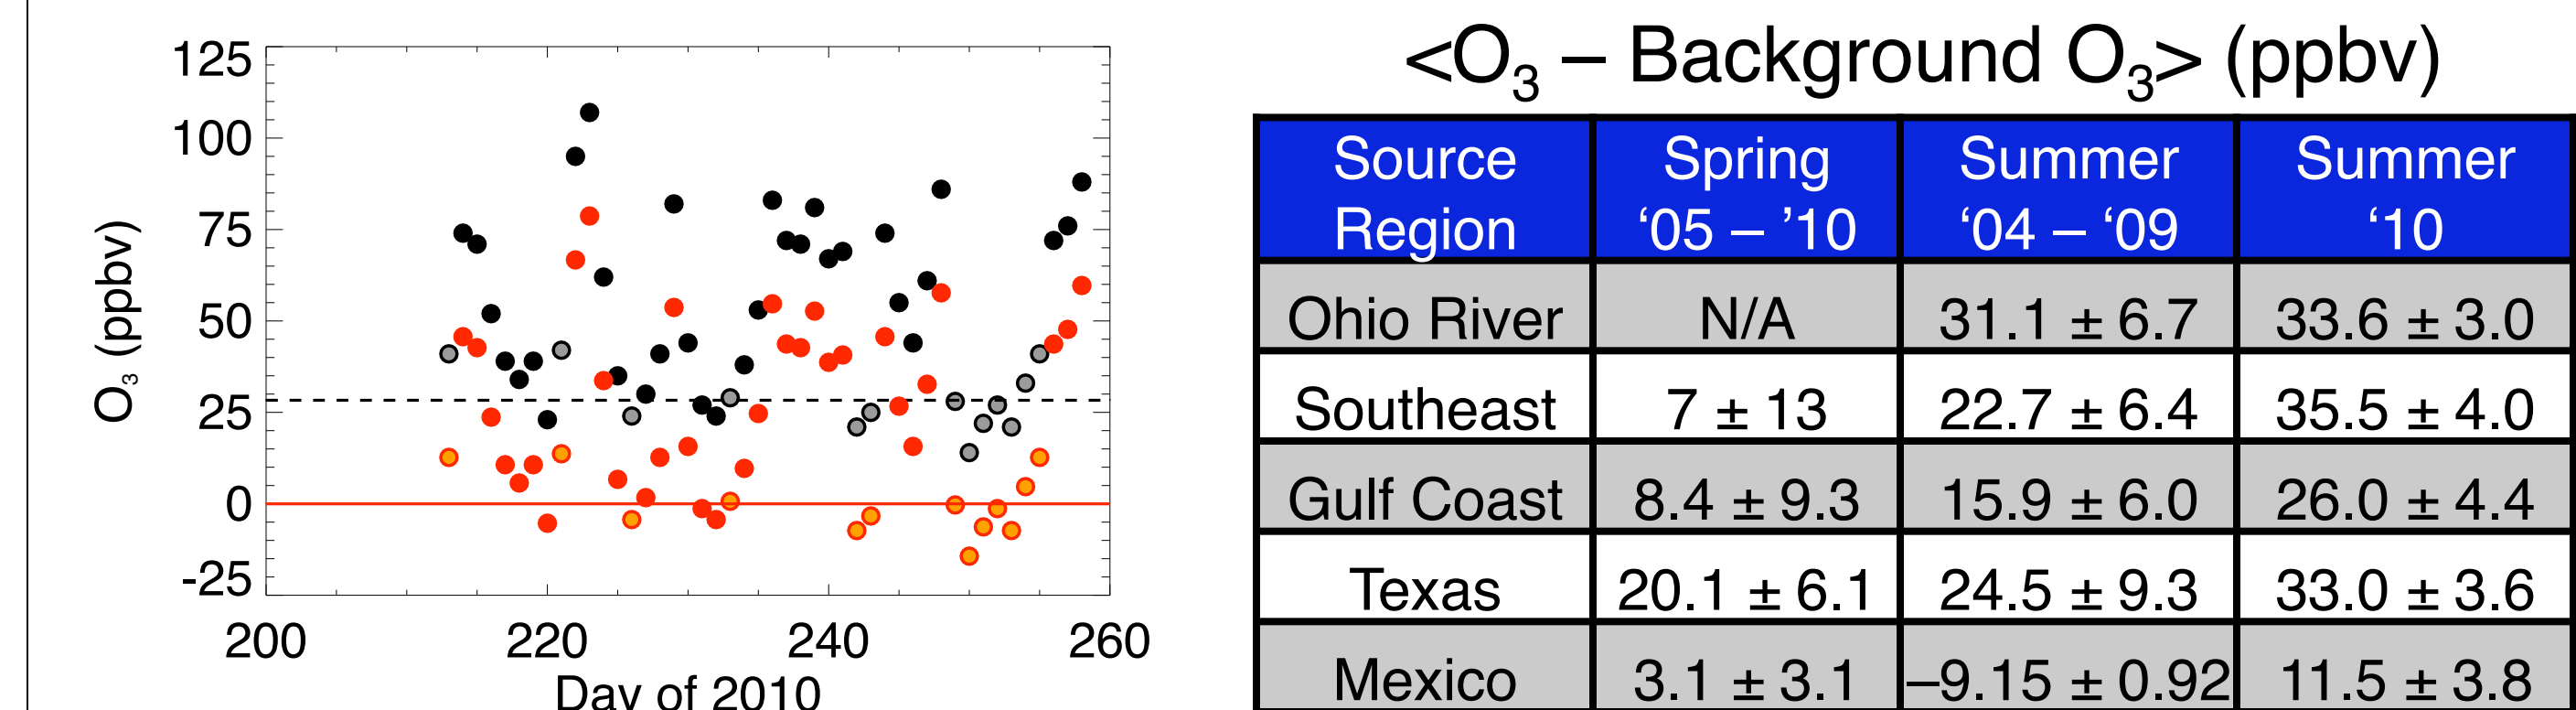 125
100
75
50
25
0
-25
O₃ (ppbv)
200 220 240 260
Day of 2010
<O₃ – Background O₃> (ppbv)
Source Region Spring ‘05 – ’10 Summer ‘04 – ‘09 Summer ‘10
Ohio River N/A 31.1 ± 6.7 33.6 ± 3.0
Southeast 7 ± 13 22.7 ± 6.4 35.5 ± 4.0
Gulf Coast 8.4 ± 9.3 15.9 ± 6.0 26.0 ± 4.4
Texas 20.1 ± 6.1 24.5 ± 9.3 33.0 ± 3.6
Mexico 3.1 ± 3.1 –9.15 ± 0.92 11.5 ± 3.8